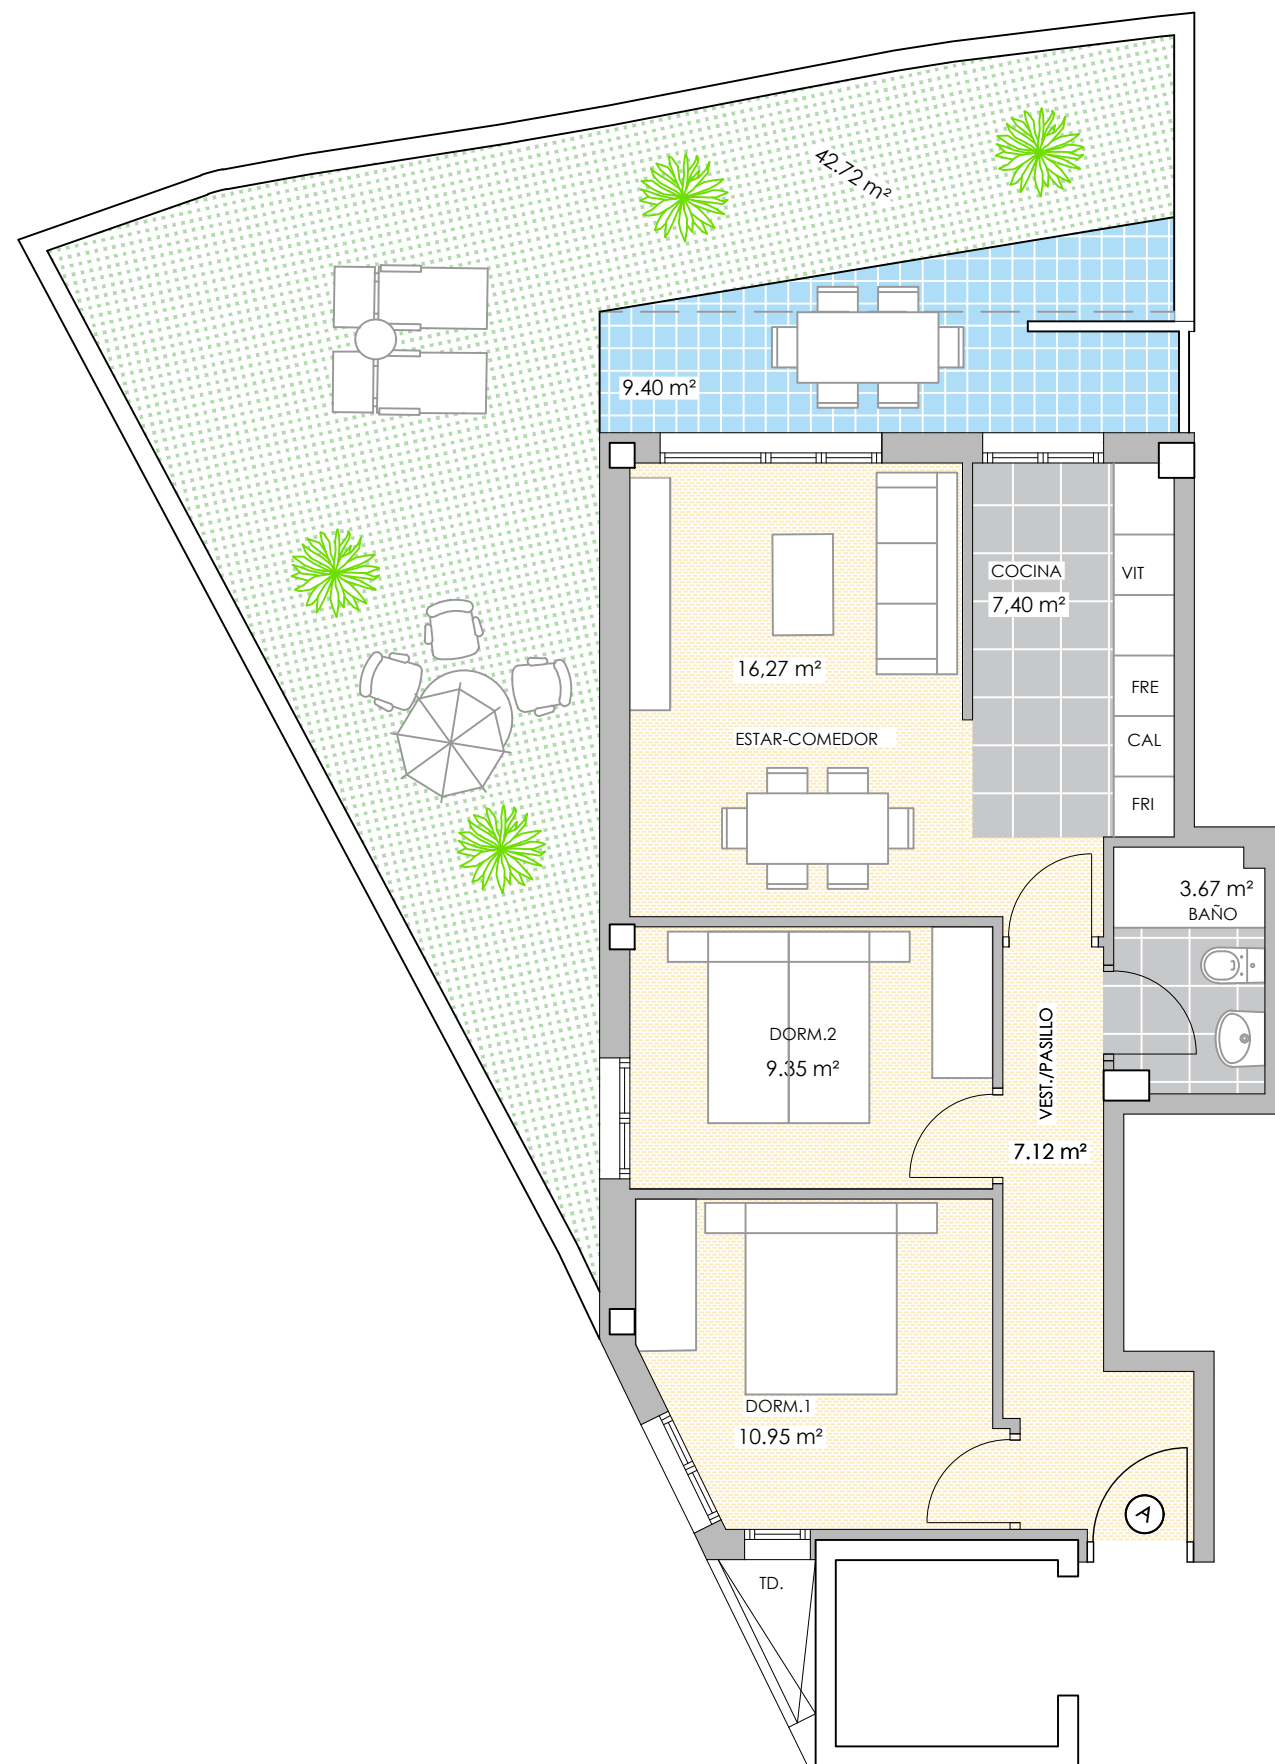 42.72 m²
9.40 m²
COCINA
7,40 m²
VIT
16,27 m²
FRE
ESTAR-COMEDOR
CAL
FRI
3.67 m²
BAÑO
DORM.2
9.35 m²
VEST./PASILLO
7.12 m²
DORM.1
10.95 m²
A
TD.